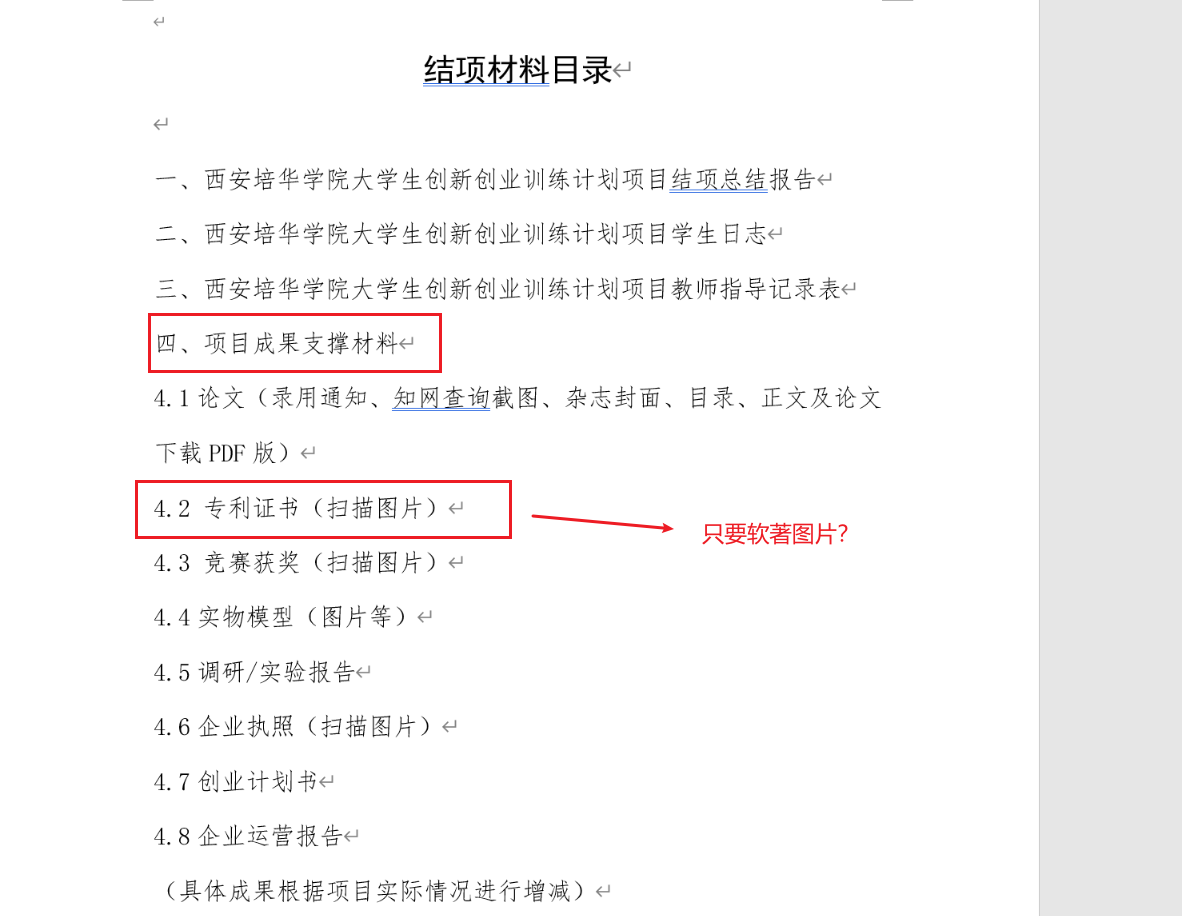 结项材料目录
一、西安培华学院大学生创新创业训练计划项目结项总结报告
二、西安培华学院大学生创新创业训练计划项目学生日志
三、西安培华学院大学生创新创业训练计划项目教师指导记录表
四、项目成果支撑材料
4.1 论文（录用通知、知网查询截图、杂志封面、目录、正文及论文
下载 PDF 版）
4.2 专利证书（扫描图片）
只要软著图片？
4.3 竞赛获奖（扫描图片）
4.4 实物模型（图片等）
4.5 调研/实验报告
4.6 企业执照（扫描图片）
4.7 创业计划书
4.8 企业运营报告
（具体成果根据项目实际情况进行增减）